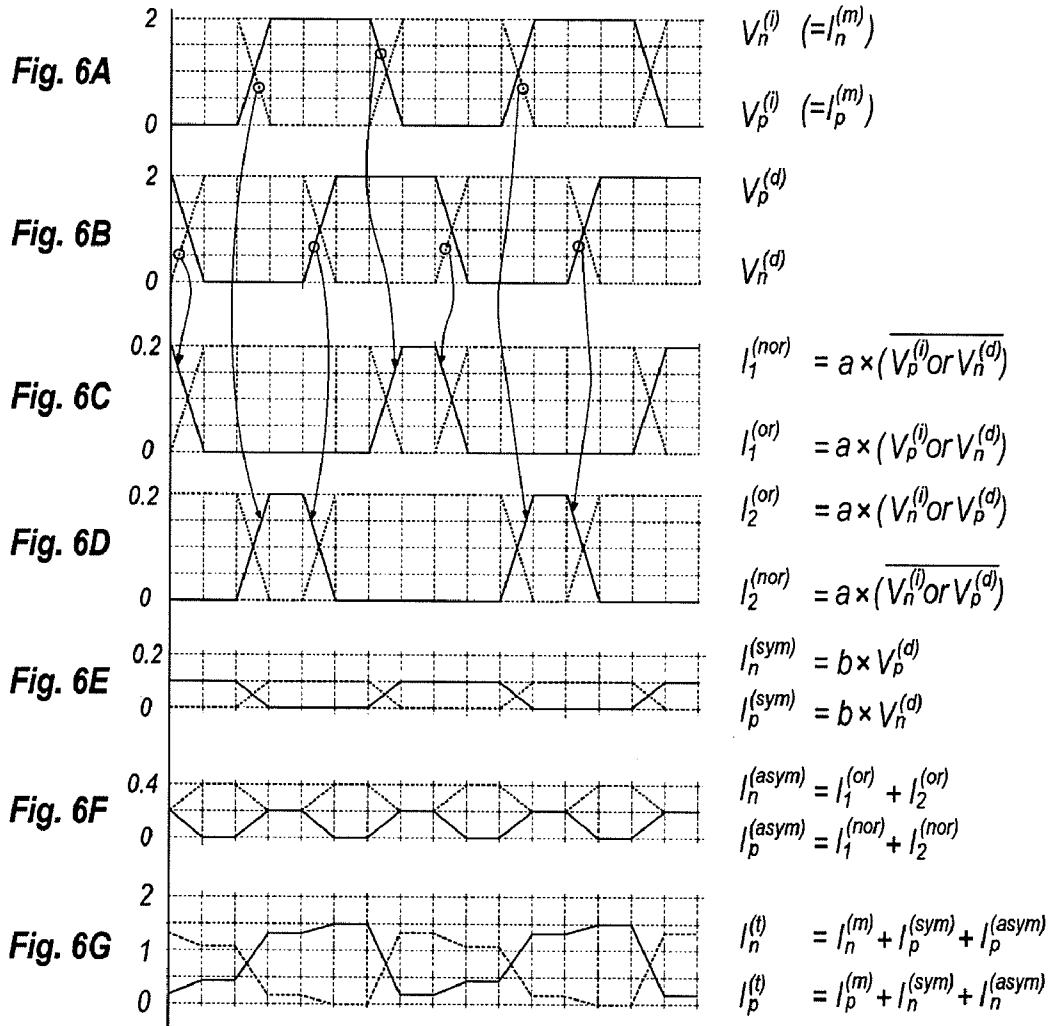 Fig. 6A
2
0
V_n^(i) (=I_n^(m))
V_p^(i) (=I_p^(m))
Fig. 6B
2
0
V_p^(d)
V_n^(d)
Fig. 6C
0.2
0
I_1^(nor) = a × (\overline{V_p^(i) or V_n^(d)})
I_1^(or) = a × (V_p^(i) or V_n^(d))
Fig. 6D
0.2
0
I_2^(or) = a × (V_n^(i) or V_p^(d))
I_2^(nor) = a × (\overline{V_n^(i) or V_p^(d)})
Fig. 6E
0.2
0
I_n^(sym) = b × V_p^(d)
I_p^(sym) = b × V_n^(d)
Fig. 6F
0.4
0
I_n^(asym) = I_1^(or) + I_2^(or)
I_p^(asym) = I_1^(nor) + I_2^(nor)
Fig. 6G
2
1
0
I_n^(t) = I_n^(m) + I_p^(sym) + I_p^(asym)
I_p^(t) = I_p^(m) + I_n^(sym) + I_n^(asym)